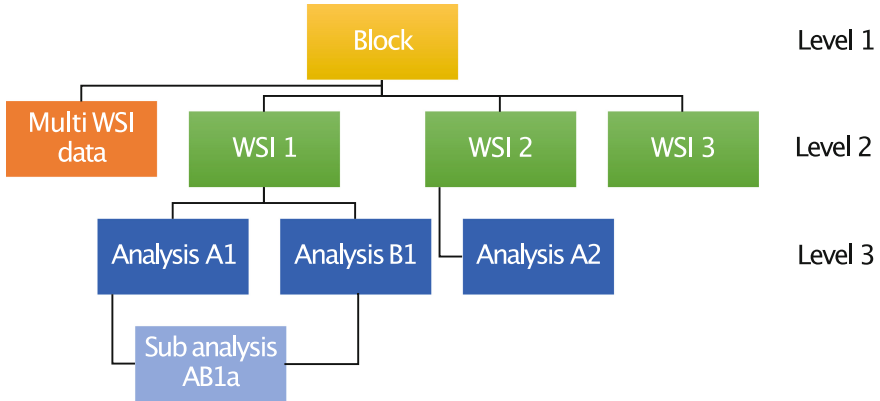 Block
Level 1
Multi WSI
data
WSI 1
WSI 2
WSI 3
Level 2
Analysis A1
Analysis B1
Analysis A2
Level 3
Sub analysis
AB1a